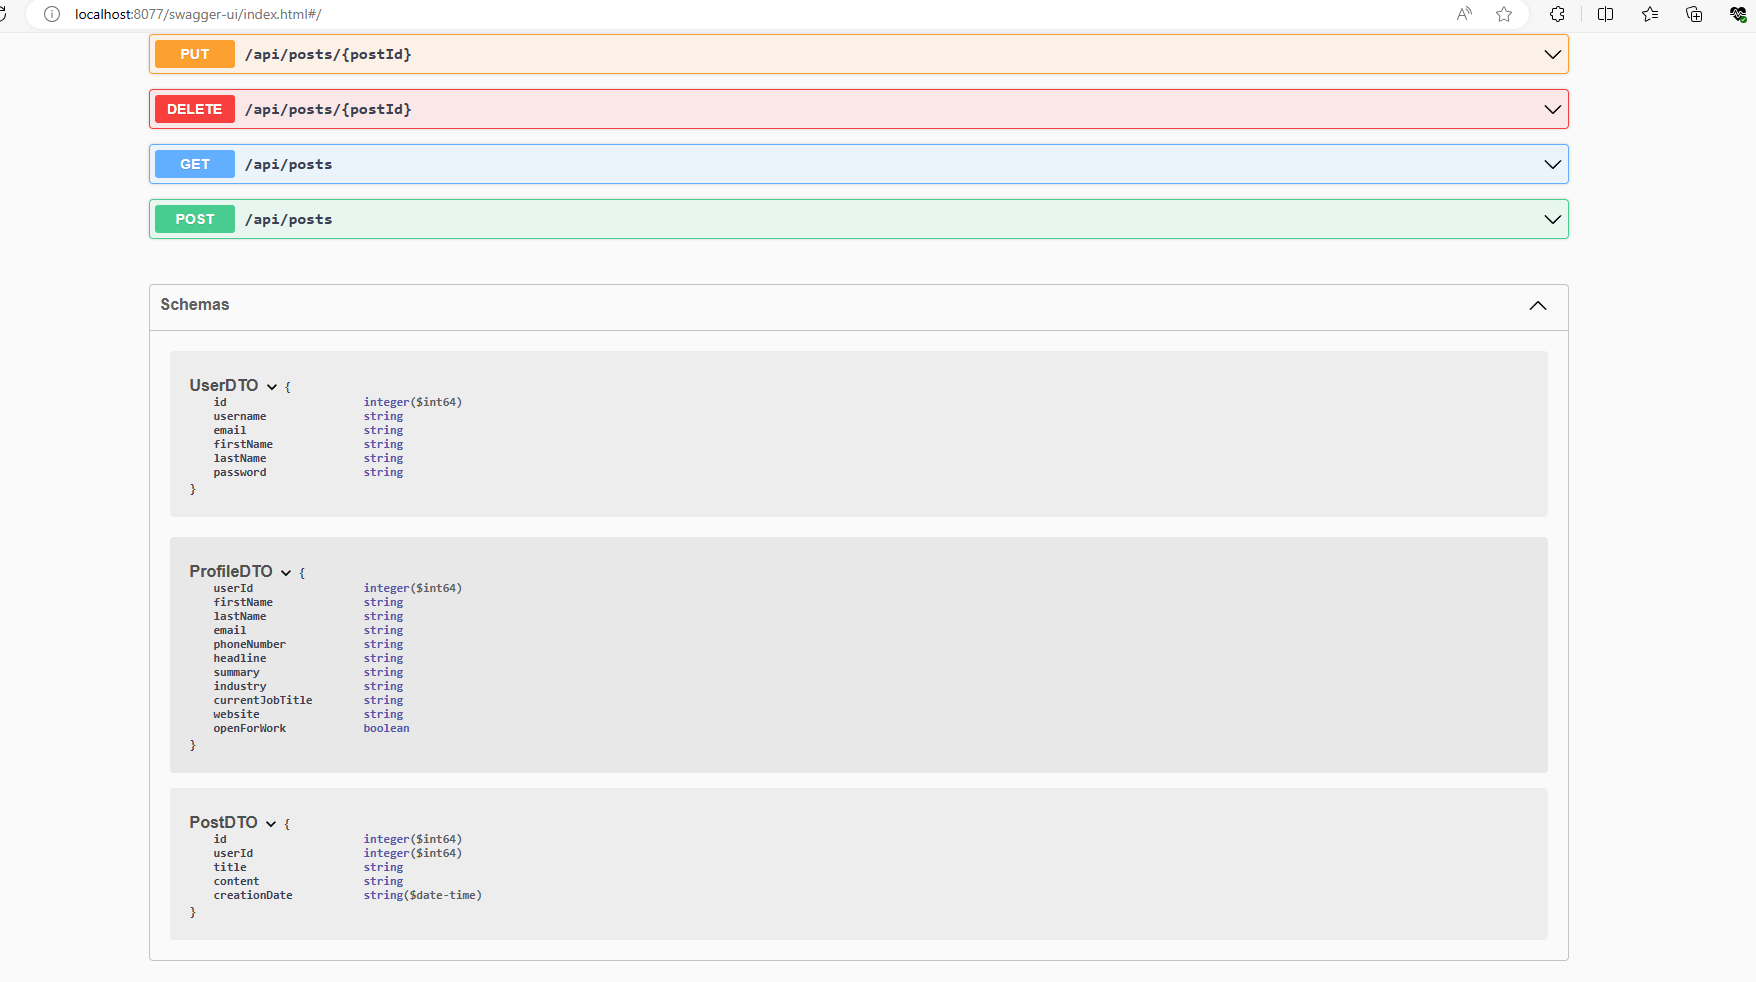 localhost:8077/swagger-ui/index.html#/
PUT /api/posts/{postId}
DELETE /api/posts/{postId}
GET /api/posts
POST /api/posts
Schemas
UserDTO {
id integer($int64)
username string
email string
firstName string
lastName string
password string
}
ProfileDTO {
userId integer($int64)
firstName string
lastName string
email string
phoneNumber string
headline string
summary string
industry string
currentJobTitle string
website string
openForWork boolean
}
PostDTO {
id integer($int64)
userId integer($int64)
title string
content string
creationDate string($date-time)
}